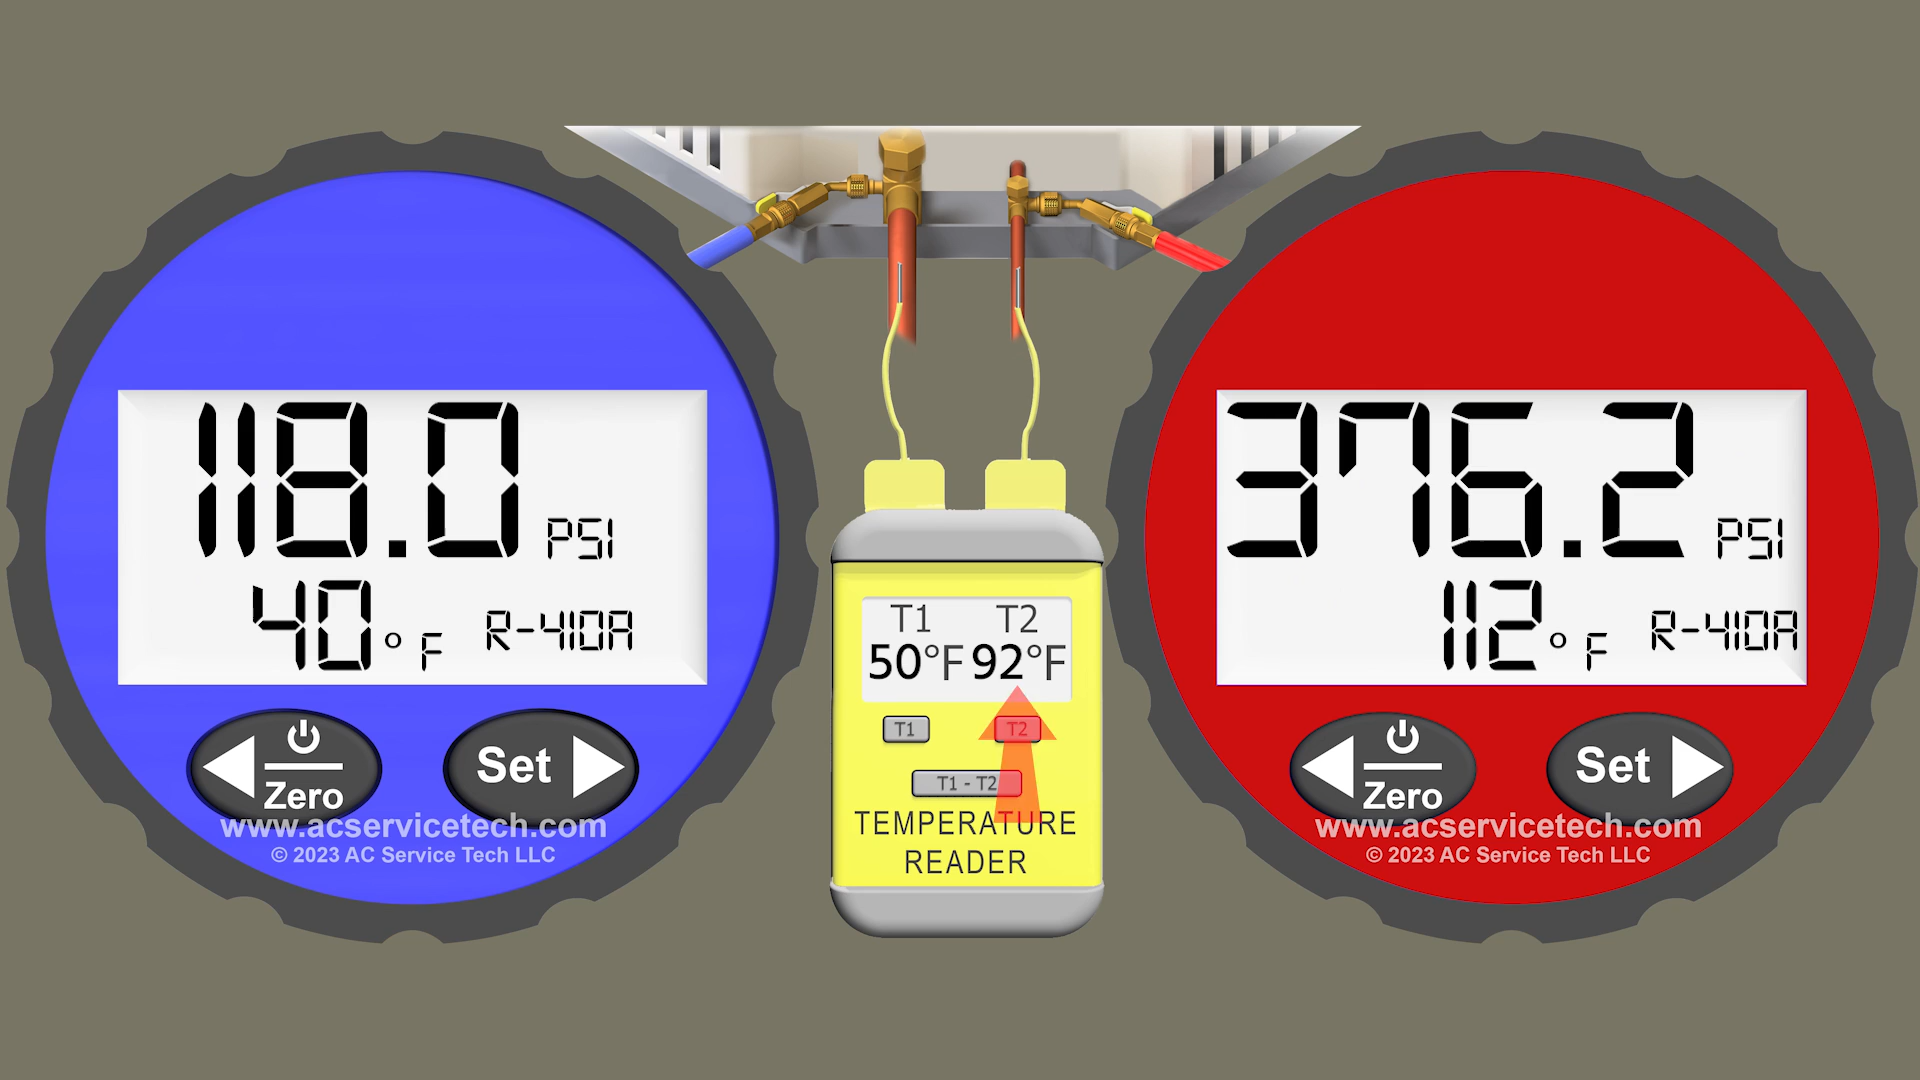 118.0 PSI
40° F R-410A
Zero
Set
www.acservicetech.com
© 2023 AC Service Tech LLC
T1 T2
50°F 92°F
T1 T2
T1 - T2
TEMPERATURE
READER
376.2 PSI
112° F R-410A
Zero
Set
www.acservicetech.com
© 2023 AC Service Tech LLC